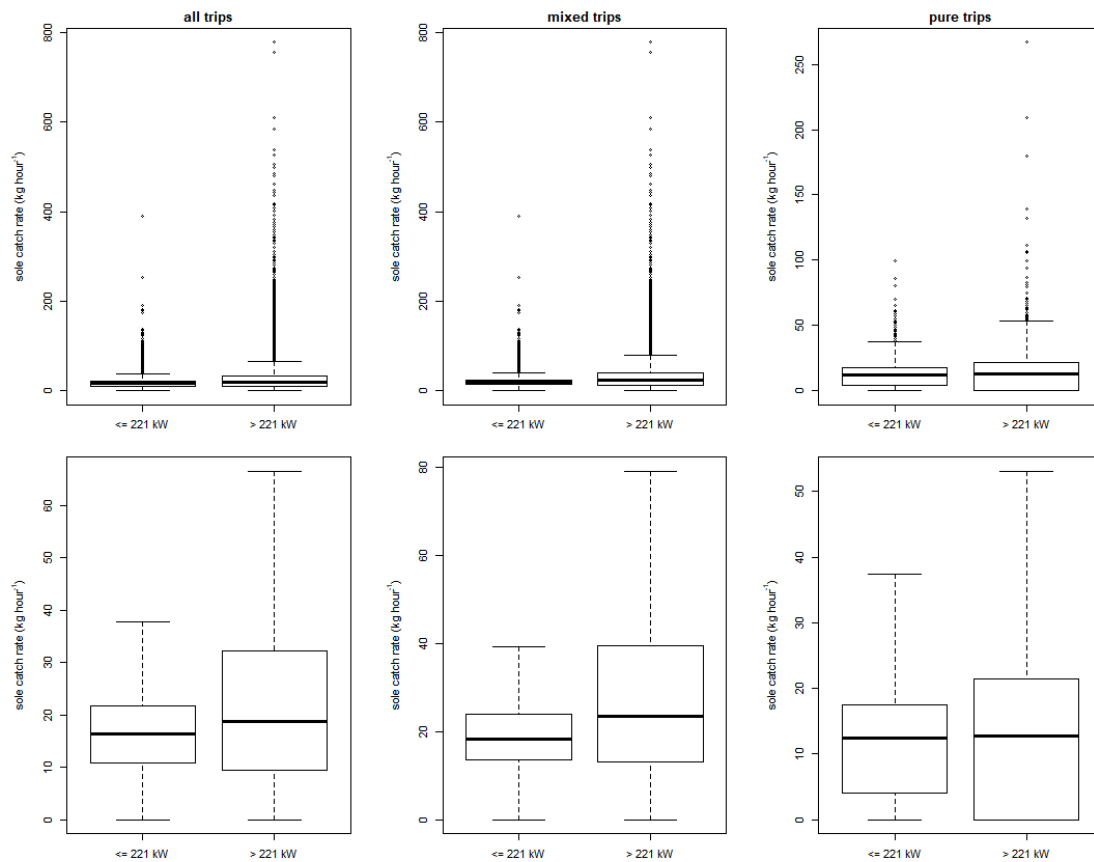 all trips
mixed trips
pure trips
sole catch rate (kg hour⁻¹)
0
200
400
600
800
<= 221 kW
> 221 kW
sole catch rate (kg hour⁻¹)
0
200
400
600
800
<= 221 kW
> 221 kW
sole catch rate (kg hour⁻¹)
0
50
100
150
200
250
<= 221 kW
> 221 kW
sole catch rate (kg hour⁻¹)
0
10
20
30
40
50
60
<= 221 kW
> 221 kW
sole catch rate (kg hour⁻¹)
0
20
40
60
80
<= 221 kW
> 221 kW
sole catch rate (kg hour⁻¹)
0
10
20
30
40
50
<= 221 kW
> 221 kW